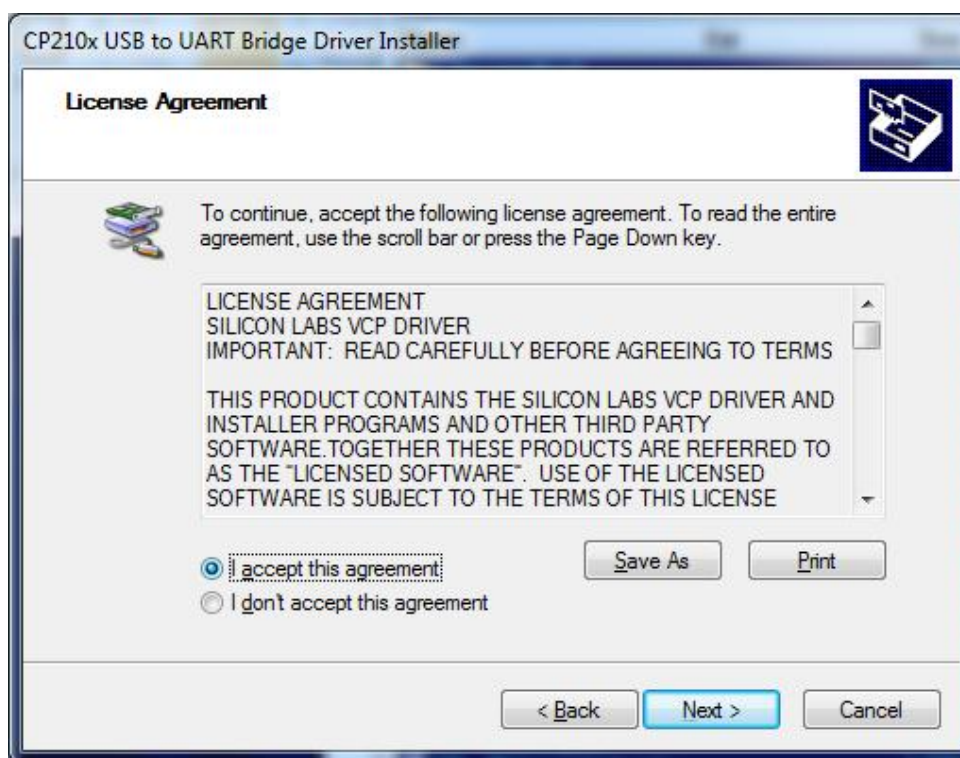 CP210x USB to UART Bridge Driver Installer
License Agreement
To continue, accept the following license agreement. To read the entire
agreement, use the scroll bar or press the Page Down key.
LICENSE AGREEMENT
SILICON LABS VCP DRIVER
IMPORTANT:  READ CAREFULLY BEFORE AGREEING TO TERMS
THIS PRODUCT CONTAINS THE SILICON LABS VCP DRIVER AND
INSTALLER PROGRAMS AND OTHER THIRD PARTY
SOFTWARE.TOGETHER THESE PRODUCTS ARE REFERRED TO
AS THE "LICENSED SOFTWARE".  USE OF THE LICENSED
SOFTWARE IS SUBJECT TO THE TERMS OF THIS LICENSE
Save As
Print
I accept this agreement
I don't accept this agreement
< Back
Next >
Cancel